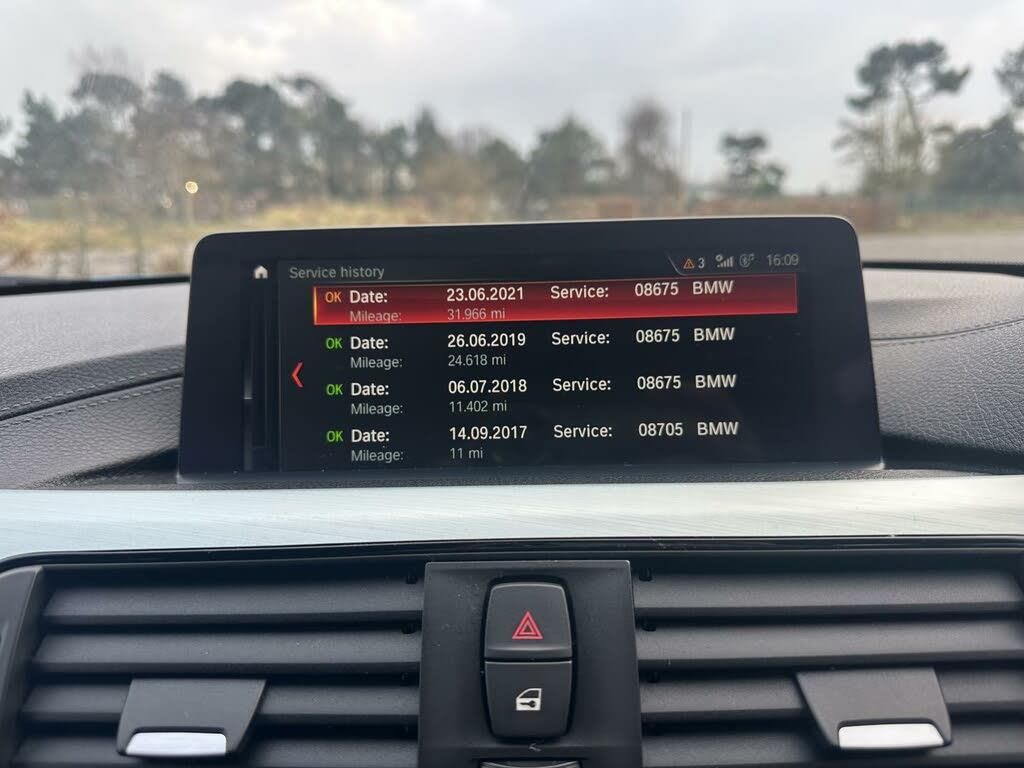 Service history 3 16:09
OK Date: 23.06.2021 Service: 08675 BMW
Mileage: 31.966 mi
OK Date: 26.06.2019 Service: 08675 BMW
Mileage: 24.618 mi
OK Date: 06.07.2018 Service: 08675 BMW
Mileage: 11.402 mi
OK Date: 14.09.2017 Service: 08705 BMW
Mileage: 11 mi